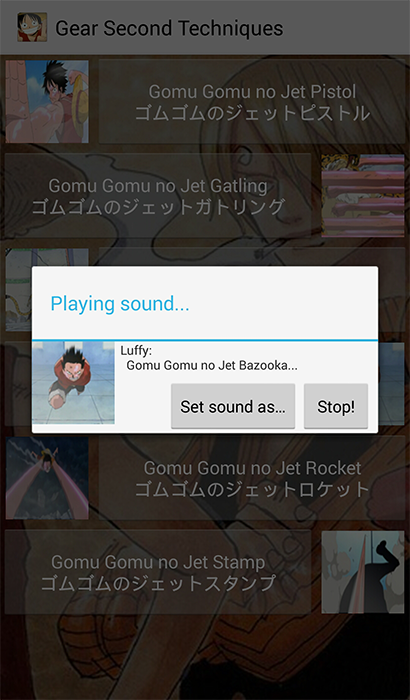 Gear Second Techniques
Gomu Gomu no Jet Pistol
ゴムゴムのジェットピストル
Gomu Gomu no Jet Gatling
ゴムゴムのジェットガトリング
Playing sound...
Luffy:
Gomu Gomu no Jet Bazooka...
Set sound as...
Stop!
Gomu Gomu no Jet Rocket
ゴムゴムのジェットロケット
Gomu Gomu no Jet Stamp
ゴムゴムのジェットスタンプ